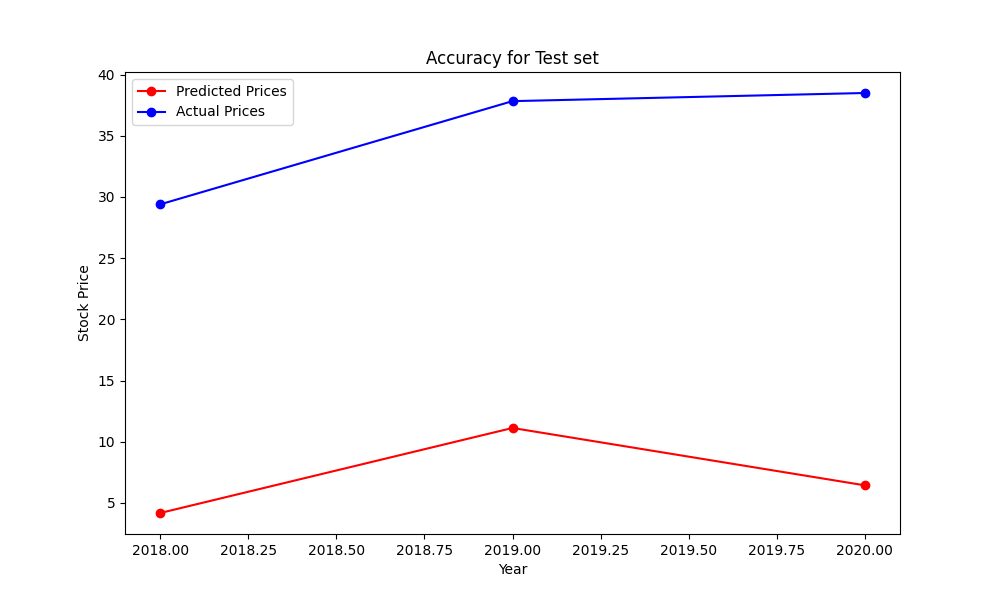 Accuracy for Test set
Predicted Prices
Actual Prices
40
35
30
25
20
15
10
5
Stock Price
2018.00 2018.25 2018.50 2018.75 2019.00 2019.25 2019.50 2019.75 2020.00
Year